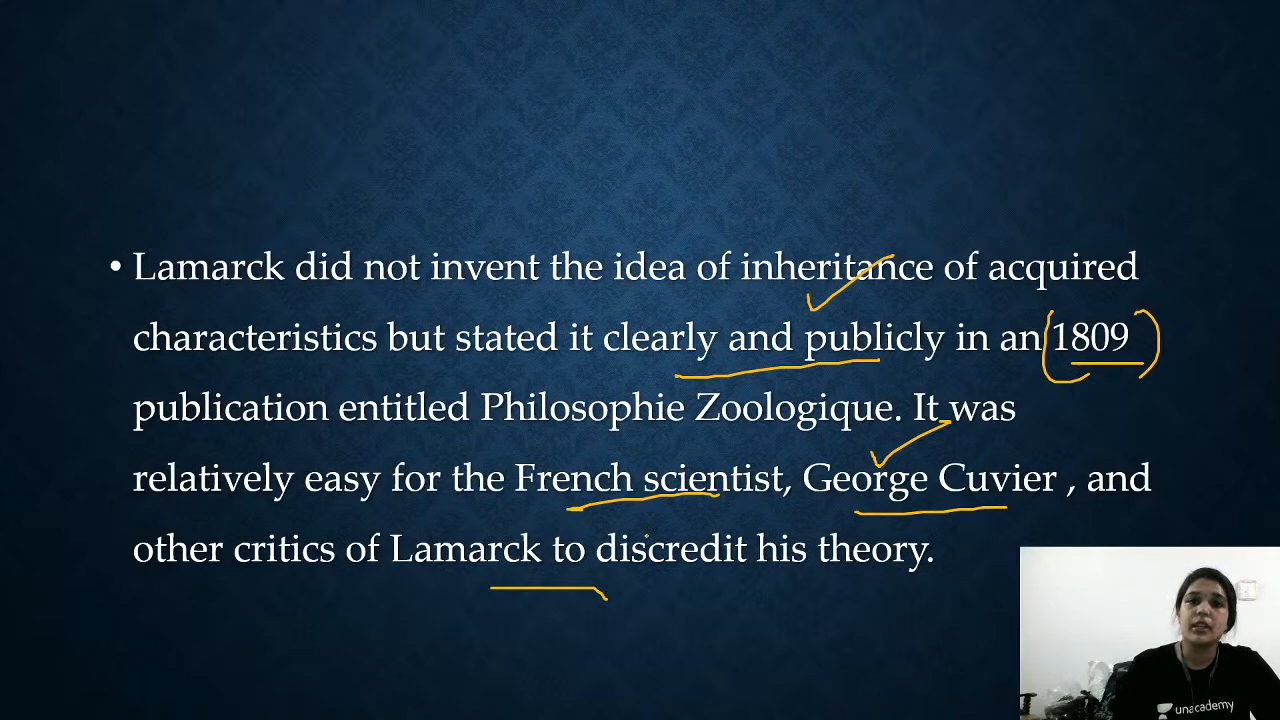 • Lamarck did not invent the idea of inheritance of acquired
characteristics but stated it clearly and publicly in an 1809
publication entitled Philosophie Zoologique. It was
relatively easy for the French scientist, George Cuvier , and
other critics of Lamarck to discredit his theory.
unacademy